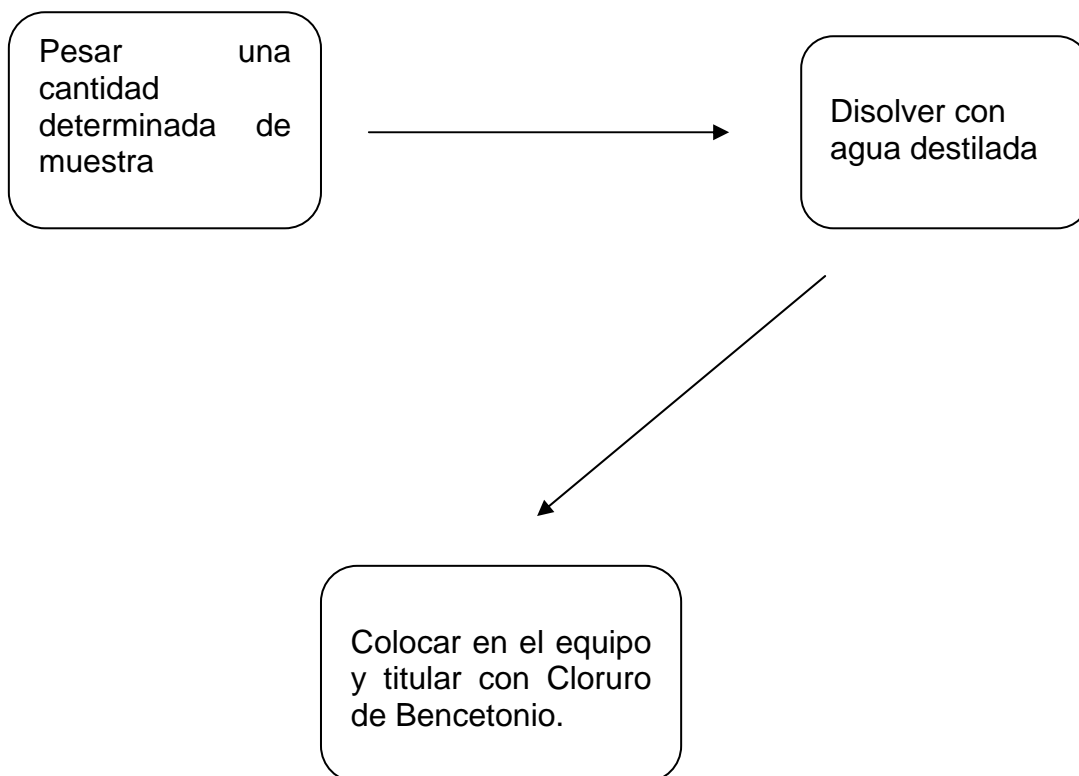 Pesar una
cantidad
determinada de
muestra
Disolver con
agua destilada
Colocar en el equipo
y titular con Cloruro
de Bencetonio.